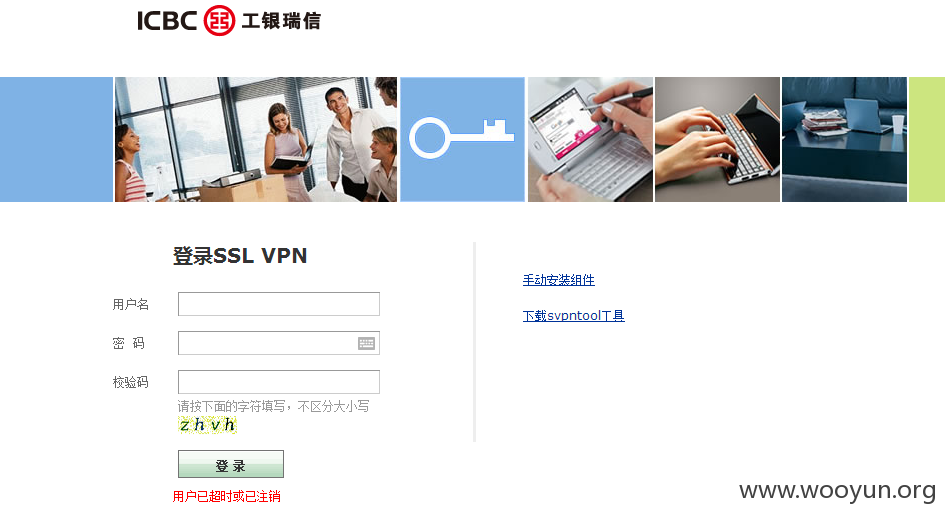 ICBC 工银瑞信
登录SSL VPN
用户名
密 码
校验码
请按下面的字符填写，不区分大小写
zhvh
登 录
用户已超时或已注销
手动安装组件
下载svpntool工具
www.wooyun.org